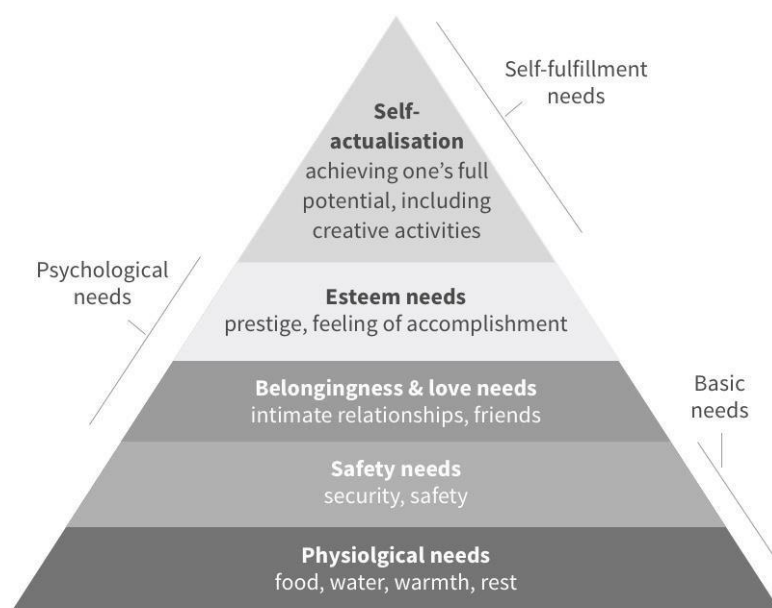 Self-fulfillment
needs
Self-
actualisation
achieving one’s full
potential, including
creative activities
Psychological
needs
Esteem needs
prestige, feeling of accomplishment
Belongingness & love needs
intimate relationships, friends
Basic
needs
Safety needs
security, safety
Physiolgical needs
food, water, warmth, rest